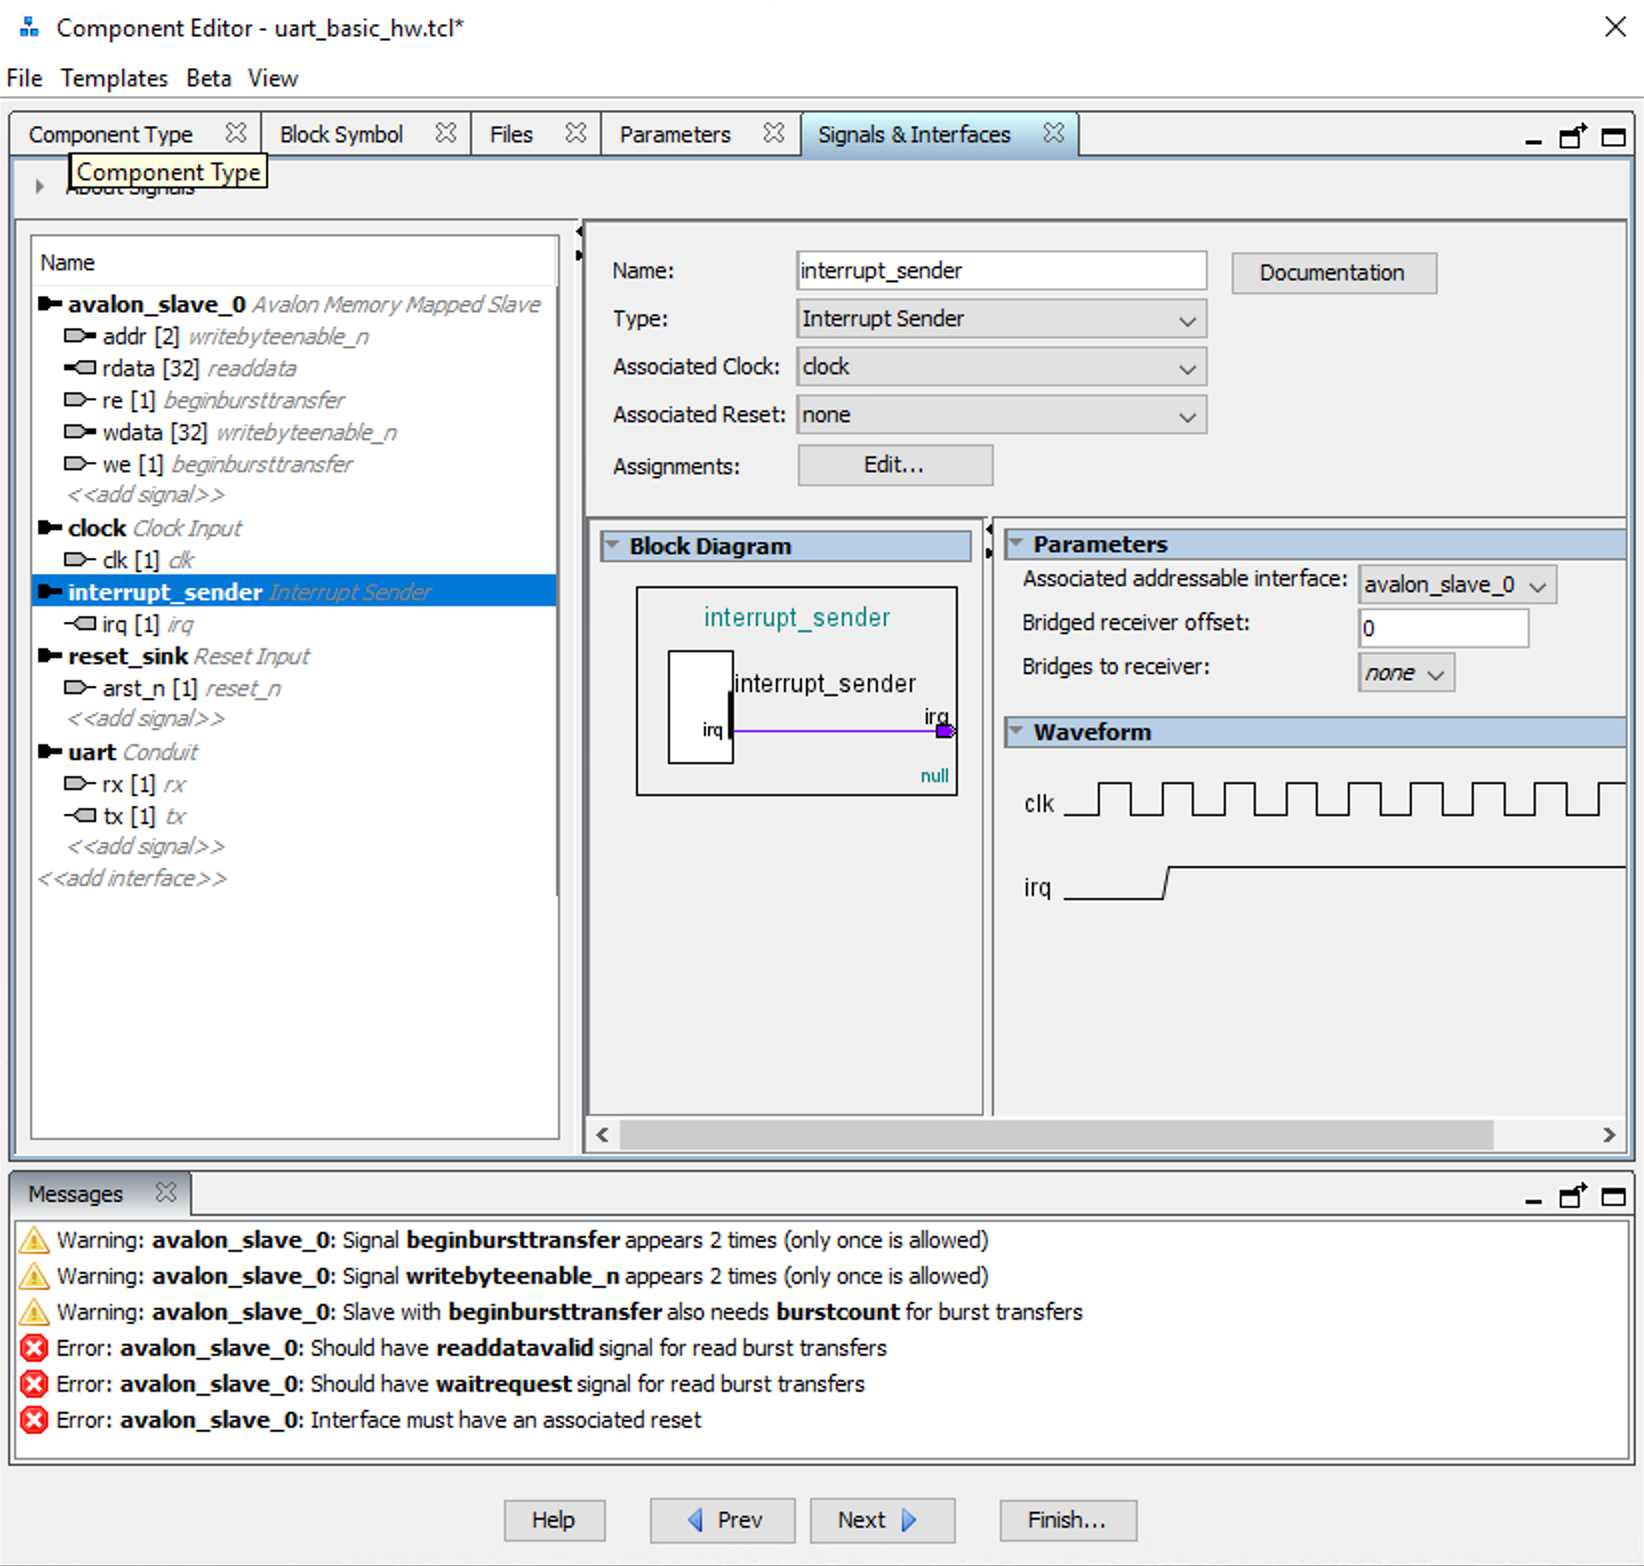 Component Editor - uart_basic_hw.tcl*
File Templates Beta View
Component Type Block Symbol Files Parameters Signals & Interfaces
Component Type
About Signals
Name
avalon_slave_0 Avalon Memory Mapped Slave
addr [2] writebyteenable_n
rdata [32] readdata
re [1] beginbursttransfer
wdata [32] writebyteenable_n
we [1] beginbursttransfer
<<add signal>>
clock Clock Input
clk [1] clk
interrupt_sender Interrupt Sender
irq [1] irq
reset_sink Reset Input
arst_n [1] reset_n
<<add signal>>
uart Conduit
rx [1] rx
tx [1] tx
<<add signal>>
<<add interface>>
Name: interrupt_sender Documentation
Type: Interrupt Sender
Associated Clock: clock
Associated Reset: none
Assignments: Edit...
Block Diagram
interrupt_sender
interrupt_sender
irq irq
null
Parameters
Associated addressable interface: avalon_slave_0
Bridged receiver offset: 0
Bridges to receiver: none
Waveform
clk
irq
Messages
Warning: avalon_slave_0: Signal beginbursttransfer appears 2 times (only once is allowed)
Warning: avalon_slave_0: Signal writebyteenable_n appears 2 times (only once is allowed)
Warning: avalon_slave_0: Slave with beginbursttransfer also needs burstcount for burst transfers
Error: avalon_slave_0: Should have readdatavalid signal for read burst transfers
Error: avalon_slave_0: Should have waitrequest signal for read burst transfers
Error: avalon_slave_0: Interface must have an associated reset
Help Prev Next Finish...